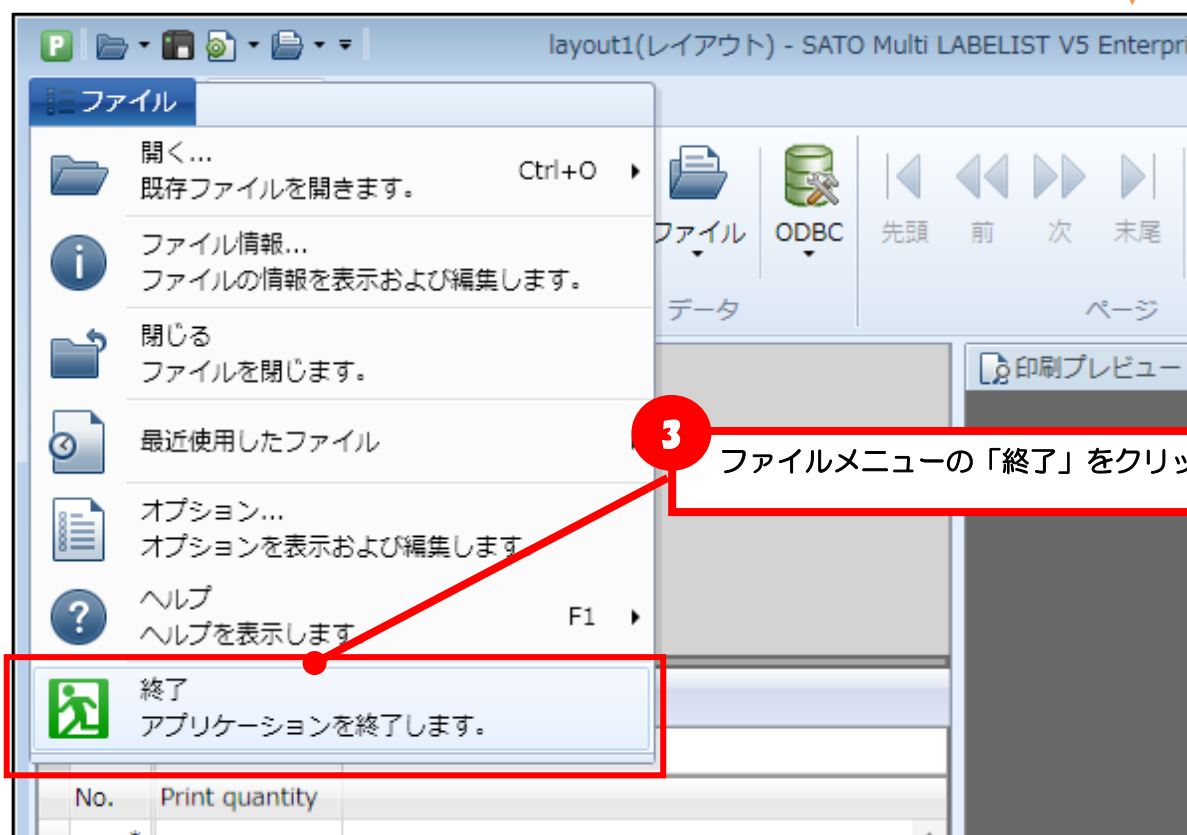 layout1(レイアウト) - SATO Multi LABELIST V5 Enterpri
ファイル
開く...
既存ファイルを開きます。
Ctrl+O
ファイル情報...
ファイルの情報を表示および編集します。
閉じる
ファイルを閉じます。
最近使用したファイル
オプション...
オプションを表示および編集します
ヘルプ
ヘルプを表示します
F1
終了
アプリケーションを終了します。
ファイル
ODBC
データ
先頭
前
次
末尾
ページ
印刷プレビュー
3
ファイルメニューの「終了」をクリッ
No.
Print quantity
*